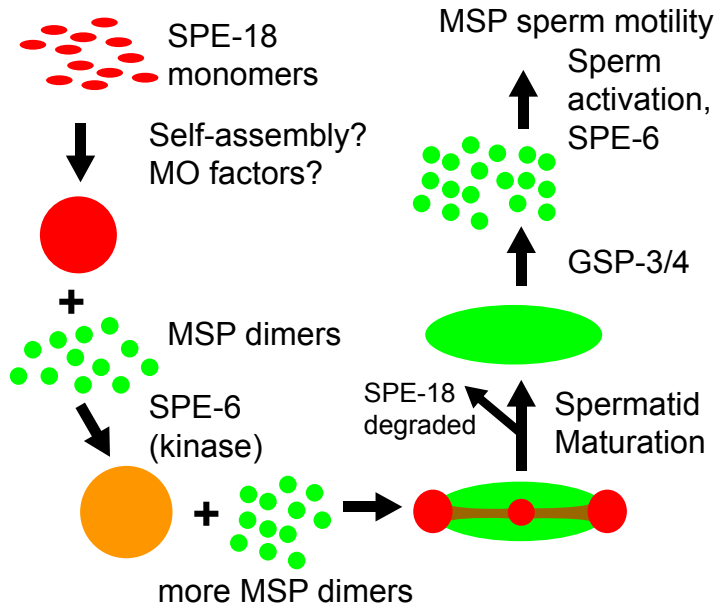 SPE-18
monomers
Self-assembly?
MO factors?
+
MSP dimers
SPE-6
(kinase)
+
more MSP dimers
SPE-18
degraded
Spermatid
Maturation
GSP-3/4
Sperm
activation,
SPE-6
MSP sperm motility